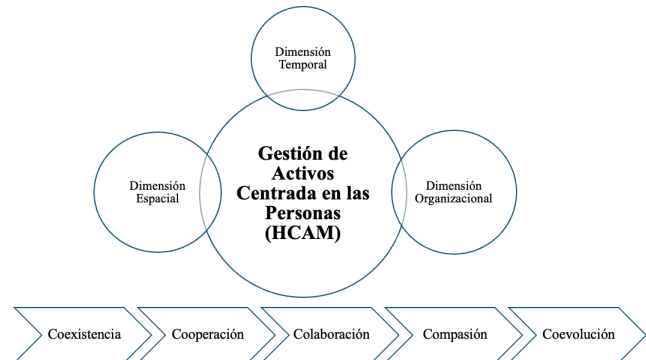 Dimensión
Temporal
Gestión de
Activos
Centrada en las
Personas
(HCAM)
Dimensión
Espacial
Dimensión
Organizacional
Coexistencia
Cooperación
Colaboración
Compasión
Coevolución